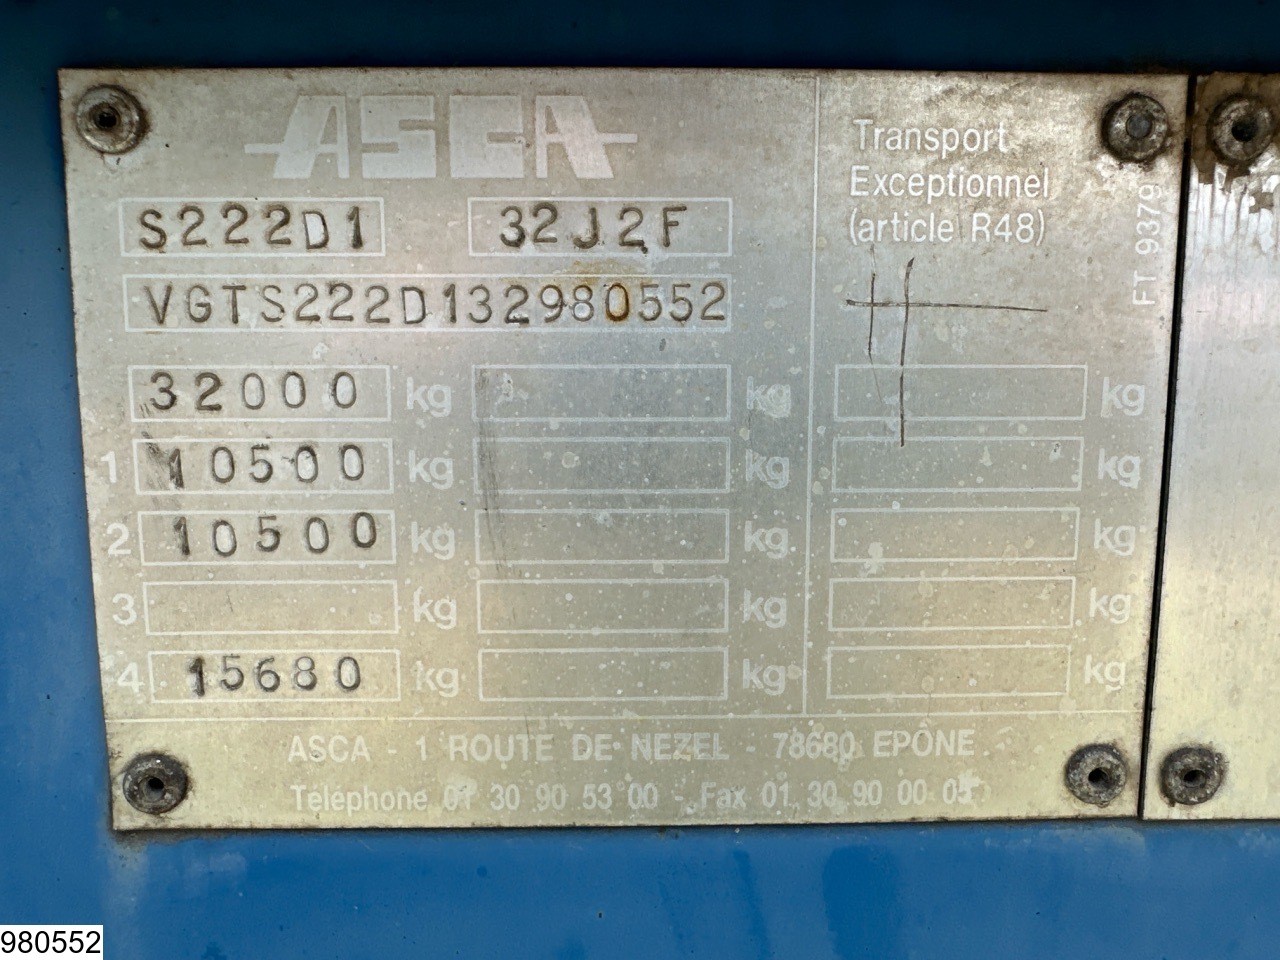 ASCA
S222D1 32J2F
VGTS222D132980552
32000 kg kg
1 10500 kg kg
2 10500 kg kg
3 kg kg
4 15680 kg kg
Transport
Exceptionnel
(article R48)
kg
kg
kg
kg
kg
FT 9379
ASCA - 1 ROUTE DE NEZEL - 78680 EPONE
Téléphone 01 30 90 53 00 - Fax 01 30 90 00 05
980552